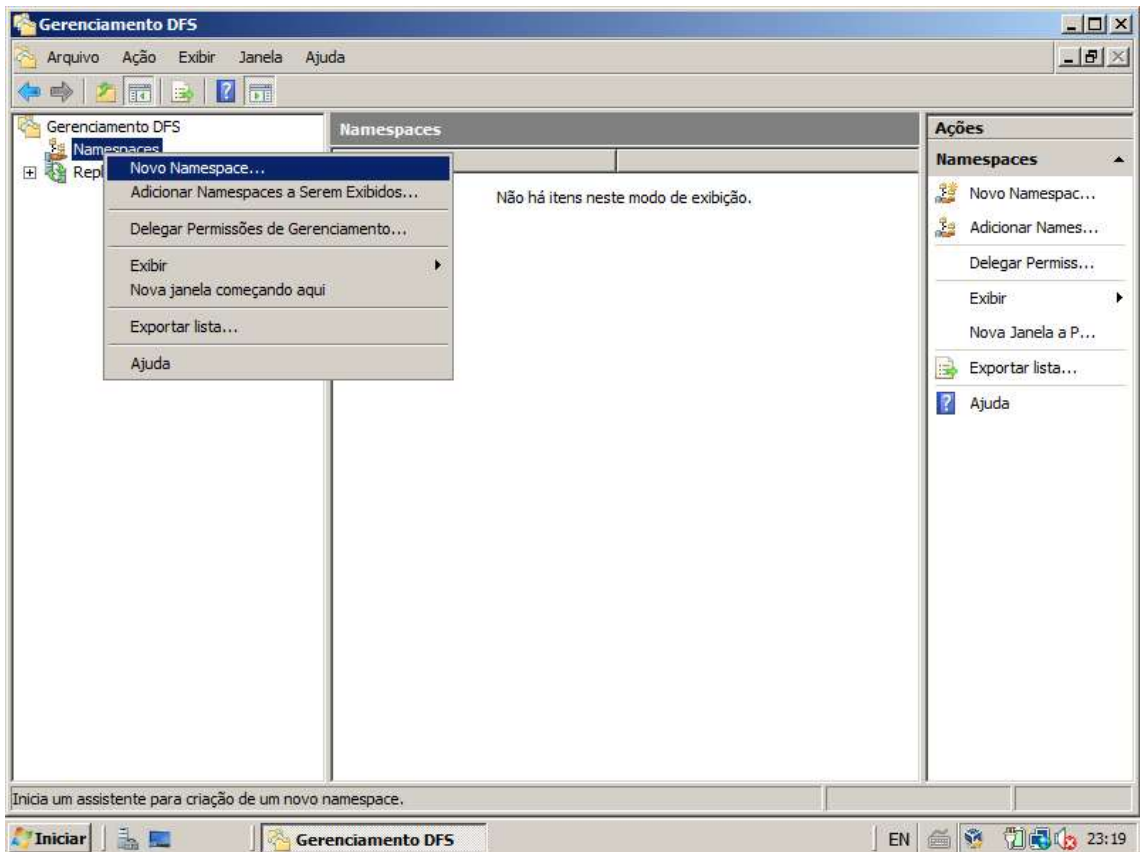 Gerenciamento DFS
Arquivo Ação Exibir Janela Ajuda
Gerenciamento DFS
Namespaces
Repl
Novo Namespace...
Adicionar Namespaces a Serem Exibidos...
Delegar Permissões de Gerenciamento...
Exibir
Nova janela começando aqui
Exportar lista...
Ajuda
Namespaces
Não há itens neste modo de exibição.
Ações
Namespaces
Novo Namespac...
Adicionar Names...
Delegar Permiss...
Exibir
Nova Janela a P...
Exportar lista...
Ajuda
Inicia um assistente para criação de um novo namespace.
Iniciar Gerenciamento DFS EN 23:19